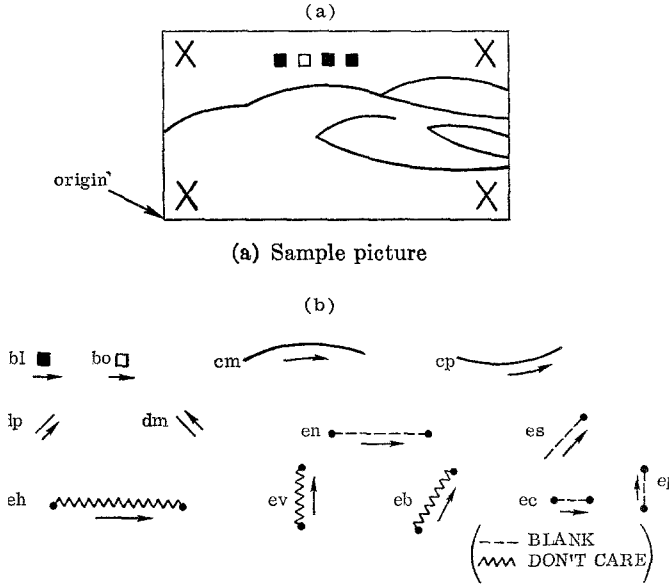 (a)
origin'
(a) Sample picture
(b)
bl bo cm cp
dm en es
eh ev eb ec
BLANK
DON'T CARE